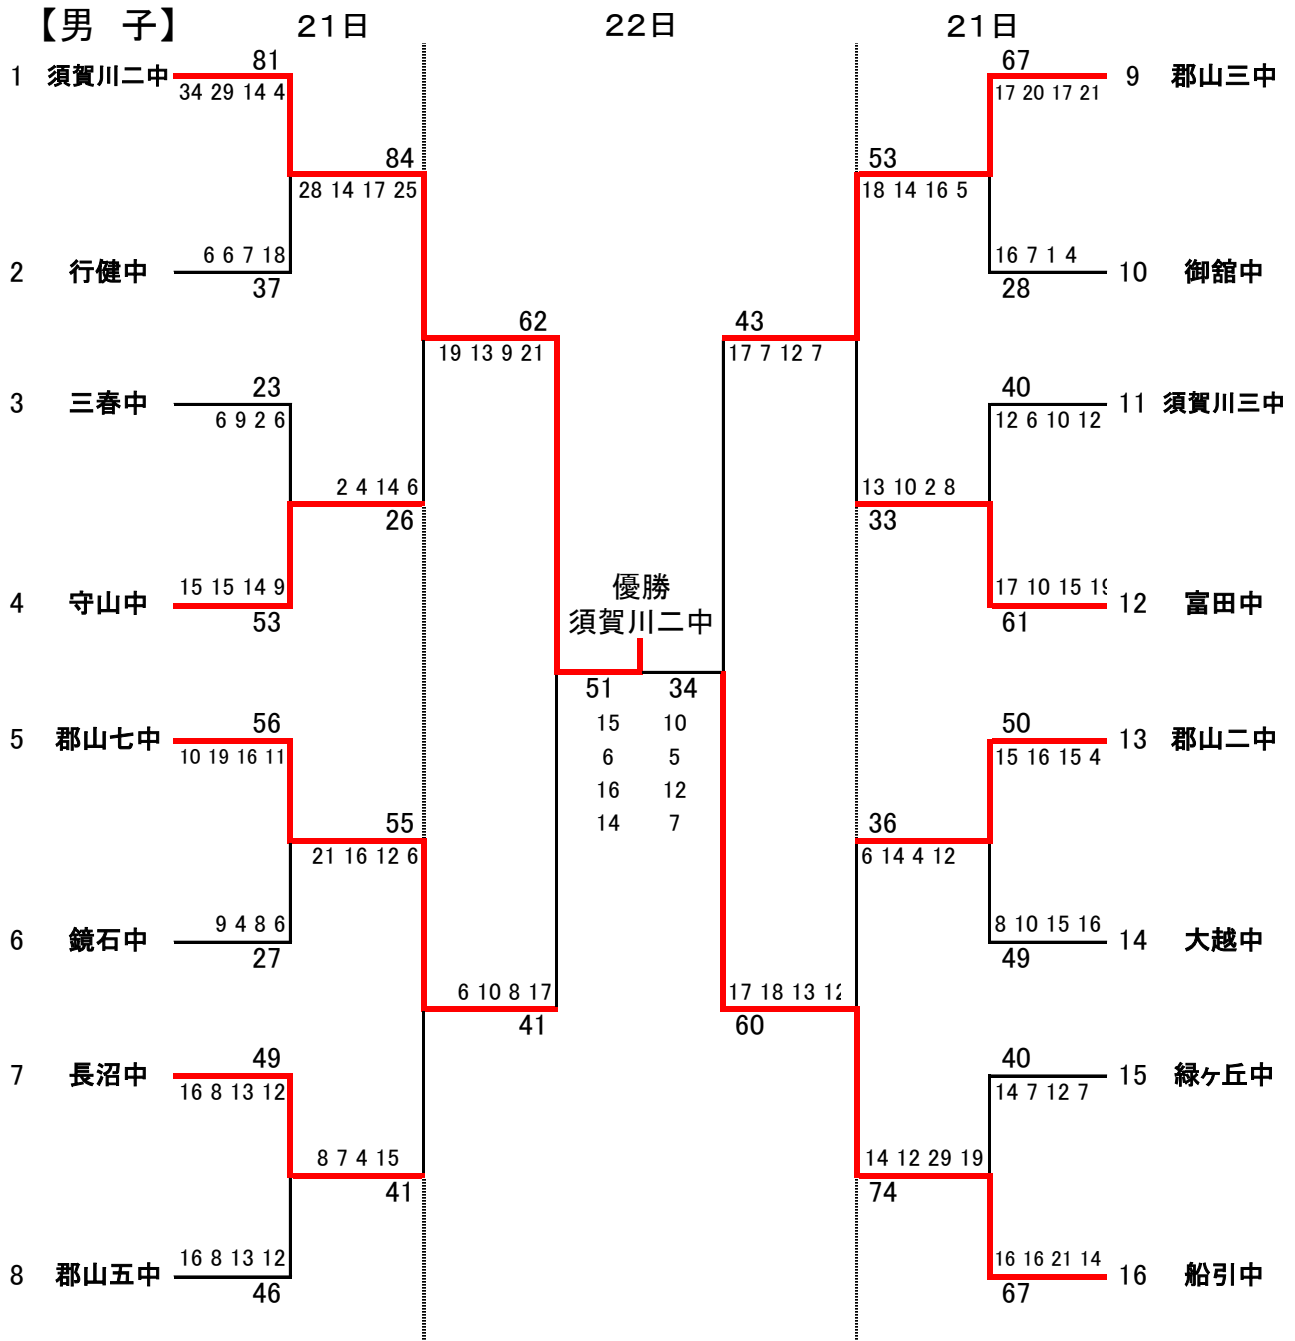 【男 子】 21日 22日 21日
81 67
1 須賀川二中 9 郡山三中
34 29 14 4 17 20 17 21
84 53
28 14 17 25 18 14 16 5
6 6 7 18 16 7 1 4
2 行健中 10 御舘中
37 28
62 43
19 13 9 21 17 7 12 7
23 40
3 三春中 11 須賀川三中
6 9 2 6 12 6 10 12
2 4 14 6 13 10 2 8
26 33
優勝
15 15 14 9 17 10 15 19
4 守山中 12 富田中
須賀川二中
53 61
51 34
15 10
56 50
5 郡山七中 13 郡山二中
10 19 16 11 15 16 15 4
6 5
16 12
14 7
55 36
21 16 12 6 6 14 4 12
9 4 8 6 8 10 15 16
6 鏡石中 14 大越中
27 49
6 10 8 17 17 18 13 12
41 60
49 40
7 長沼中 15 緑ヶ丘中
16 8 13 12 14 7 12 7
8 7 4 15 14 12 29 19
41 74
16 8 13 12 16 16 21 14
8 郡山五中 16 船引中
46 67